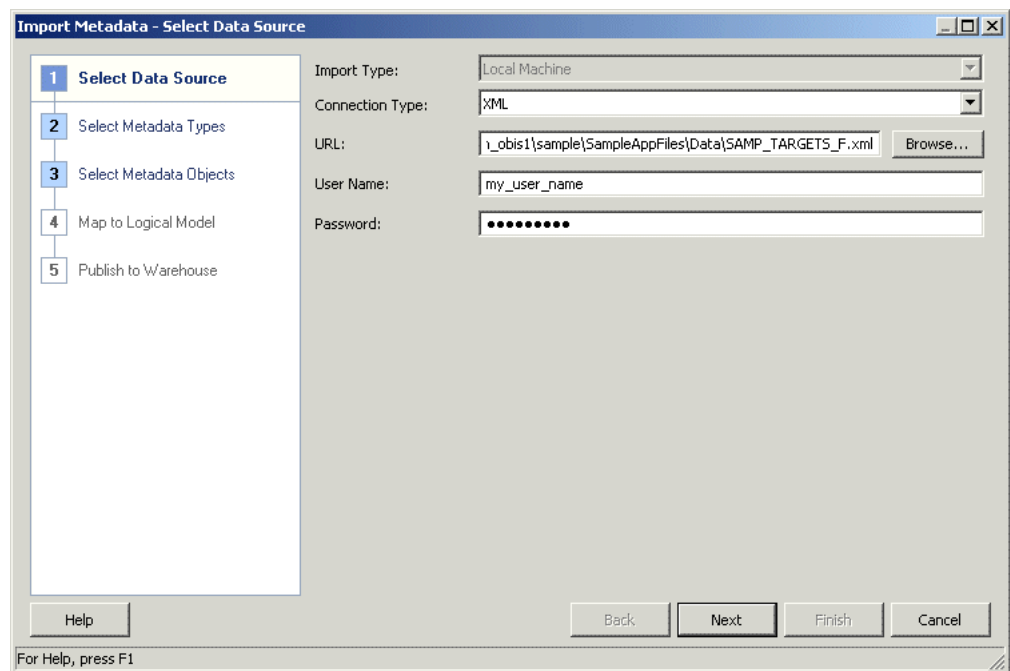 Import Metadata - Select Data Source
1 Select Data Source
2 Select Metadata Types
3 Select Metadata Objects
4 Map to Logical Model
5 Publish to Warehouse
Import Type: Local Machine
Connection Type: XML
URL: ı_obis1\sample\SampleAppFiles\Data\SAMP_TARGETS_F.xml Browse...
User Name: my_user_name
Password: ●●●●●●●●●
Help Back Next Finish Cancel
For Help, press F1